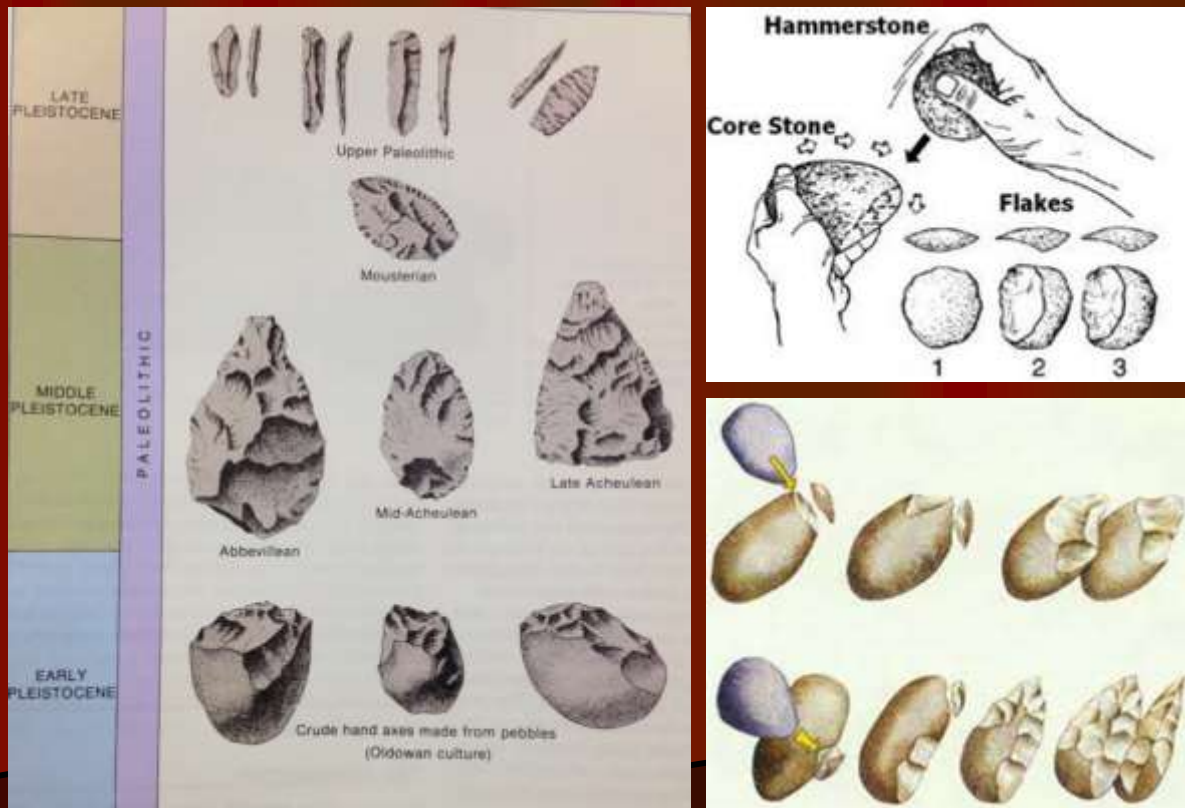 LATE
PLEISTOCENE
Upper Paleolithic
Mousterian
MIDDLE
PLEISTOCENE
PALEOLITHIC
Abbevillean
Mid-Acheulean
Late Acheulean
EARLY
PLEISTOCENE
Crude hand axes made from pebbles
(Oldowan culture)
Hammerstone
Core Stone
Flakes
1 2 3